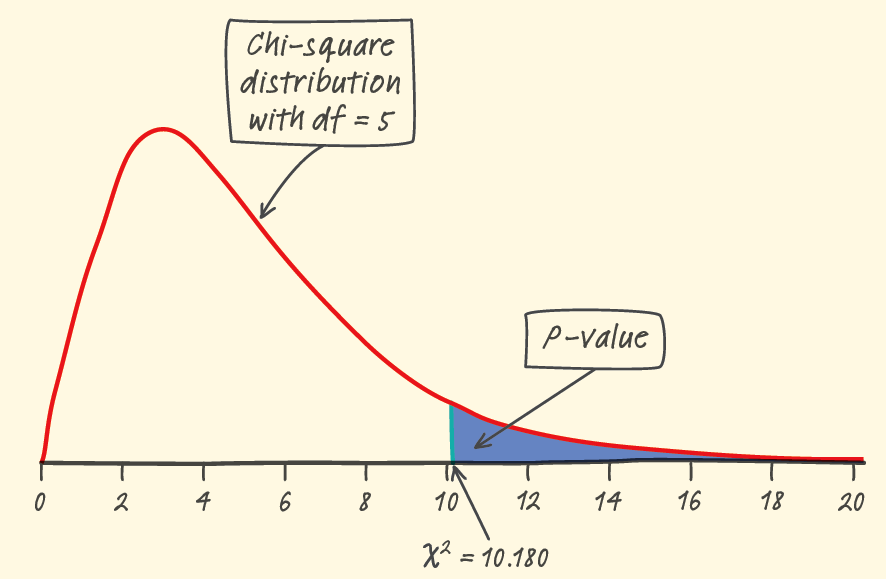 Chi-square
distribution
with df = 5
P-value
0 2 4 6 8 10 12 14 16 18 20
χ² = 10.180